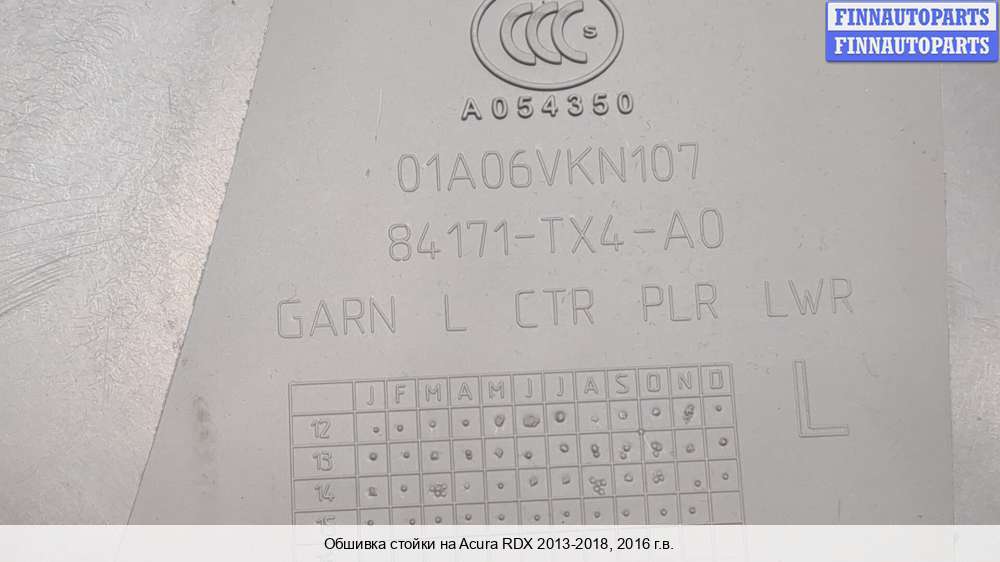 FINNAUTOPARTS
FINNAUTOPARTS
CCC S
A054350
01A06VKN107
84171-TX4-A0
GARN L CTR PLR LWR
J F M A M J J A S O N D
12
13
14
15
L
Обшивка стойки на Acura RDX 2013-2018, 2016 г.в.